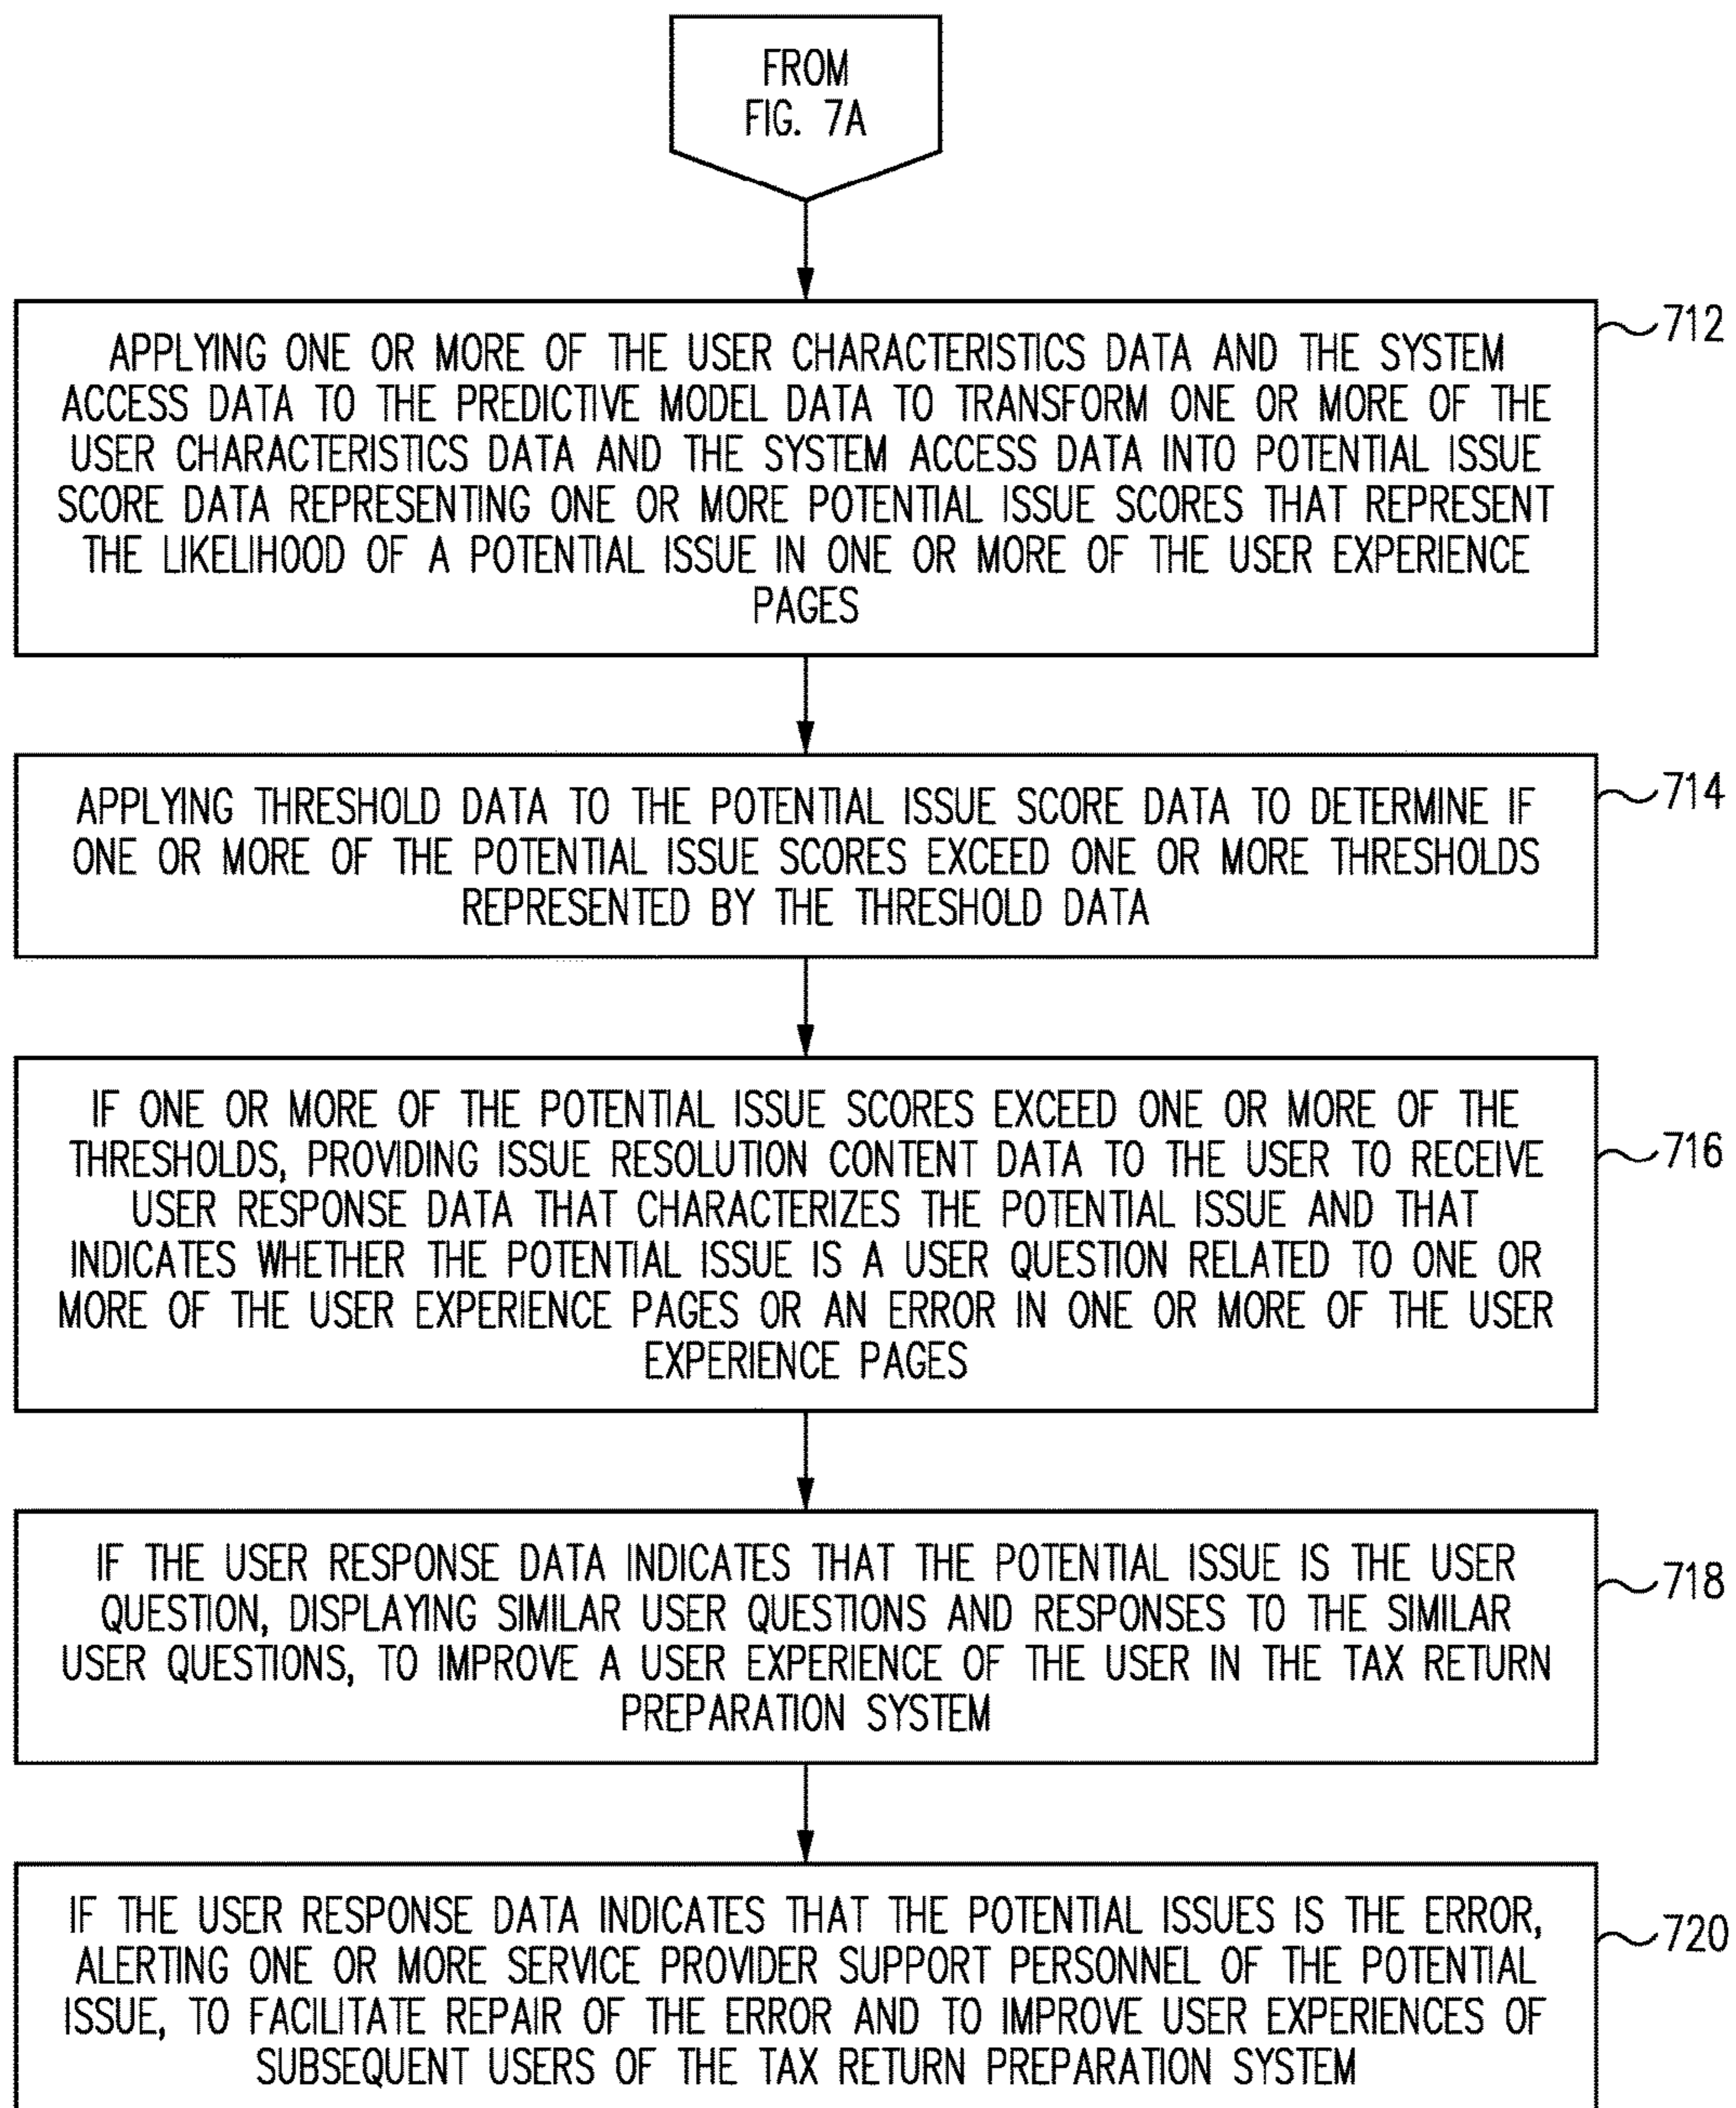 FROM
FIG. 7A
APPLYING ONE OR MORE OF THE USER CHARACTERISTICS DATA AND THE SYSTEM
ACCESS DATA TO THE PREDICTIVE MODEL DATA TO TRANSFORM ONE OR MORE OF THE
USER CHARACTERISTICS DATA AND THE SYSTEM ACCESS DATA INTO POTENTIAL ISSUE
SCORE DATA REPRESENTING ONE OR MORE POTENTIAL ISSUE SCORES THAT REPRESENT
THE LIKELIHOOD OF A POTENTIAL ISSUE IN ONE OR MORE OF THE USER EXPERIENCE
PAGES
712
APPLYING THRESHOLD DATA TO THE POTENTIAL ISSUE SCORE DATA TO DETERMINE IF
ONE OR MORE OF THE POTENTIAL ISSUE SCORES EXCEED ONE OR MORE THRESHOLDS
REPRESENTED BY THE THRESHOLD DATA
714
IF ONE OR MORE OF THE POTENTIAL ISSUE SCORES EXCEED ONE OR MORE OF THE
THRESHOLDS, PROVIDING ISSUE RESOLUTION CONTENT DATA TO THE USER TO RECEIVE
USER RESPONSE DATA THAT CHARACTERIZES THE POTENTIAL ISSUE AND THAT
INDICATES WHETHER THE POTENTIAL ISSUE IS A USER QUESTION RELATED TO ONE OR
MORE OF THE USER EXPERIENCE PAGES OR AN ERROR IN ONE OR MORE OF THE USER
EXPERIENCE PAGES
716
IF THE USER RESPONSE DATA INDICATES THAT THE POTENTIAL ISSUE IS THE USER
QUESTION, DISPLAYING SIMILAR USER QUESTIONS AND RESPONSES TO THE SIMILAR
USER QUESTIONS, TO IMPROVE A USER EXPERIENCE OF THE USER IN THE TAX RETURN
PREPARATION SYSTEM
718
IF THE USER RESPONSE DATA INDICATES THAT THE POTENTIAL ISSUES IS THE ERROR,
ALERTING ONE OR MORE SERVICE PROVIDER SUPPORT PERSONNEL OF THE POTENTIAL
ISSUE, TO FACILITATE REPAIR OF THE ERROR AND TO IMPROVE USER EXPERIENCES OF
SUBSEQUENT USERS OF THE TAX RETURN PREPARATION SYSTEM
720